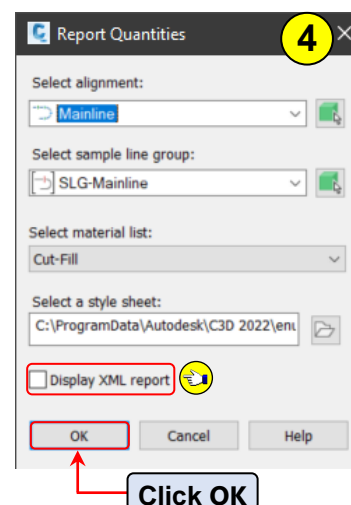 Report Quantities
4
Select alignment:
Mainline
Select sample line group:
SLG-Mainline
Select material list:
Cut-Fill
Select a style sheet:
C:\ProgramData\Autodesk\C3D 2022\enu
Display XML report
OK Cancel Help
Click OK